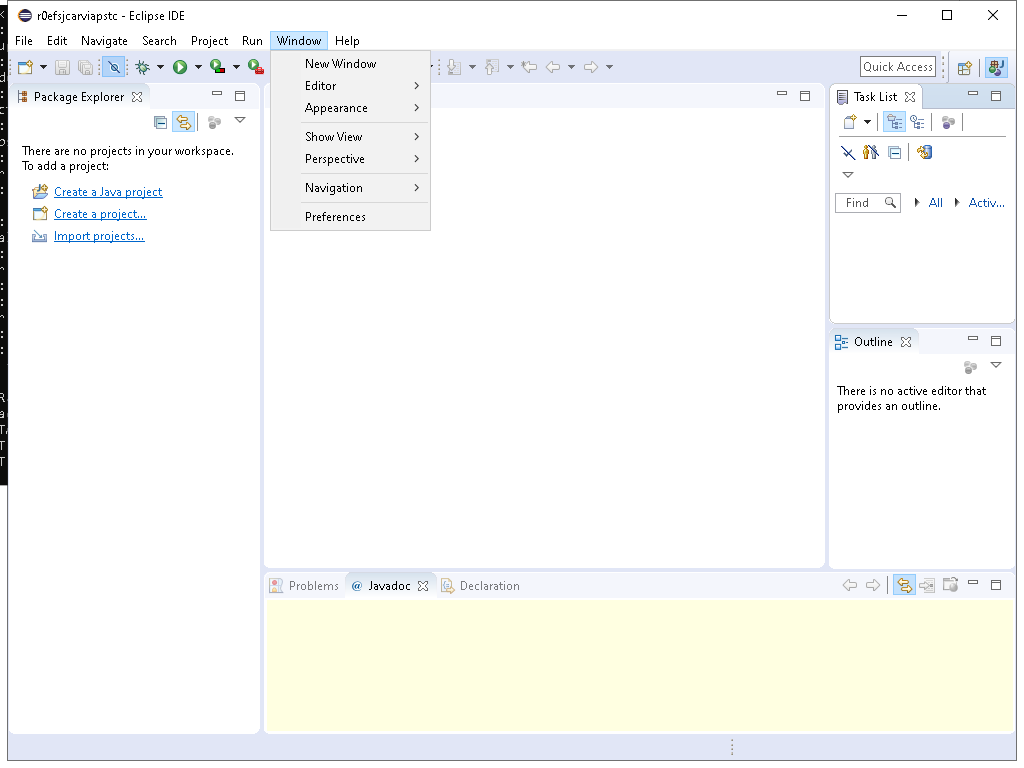 r0efsjcarviapstc - Eclipse IDE
File Edit Navigate Search Project Run Window Help
New Window
Editor
Appearance
Show View
Perspective
Navigation
Preferences
Quick Access
Package Explorer
There are no projects in your workspace.
To add a project:
Create a Java project
Create a project...
Import projects...
Task List
Find
All
Activ...
Outline
There is no active editor that
provides an outline.
Problems
@ Javadoc
Declaration